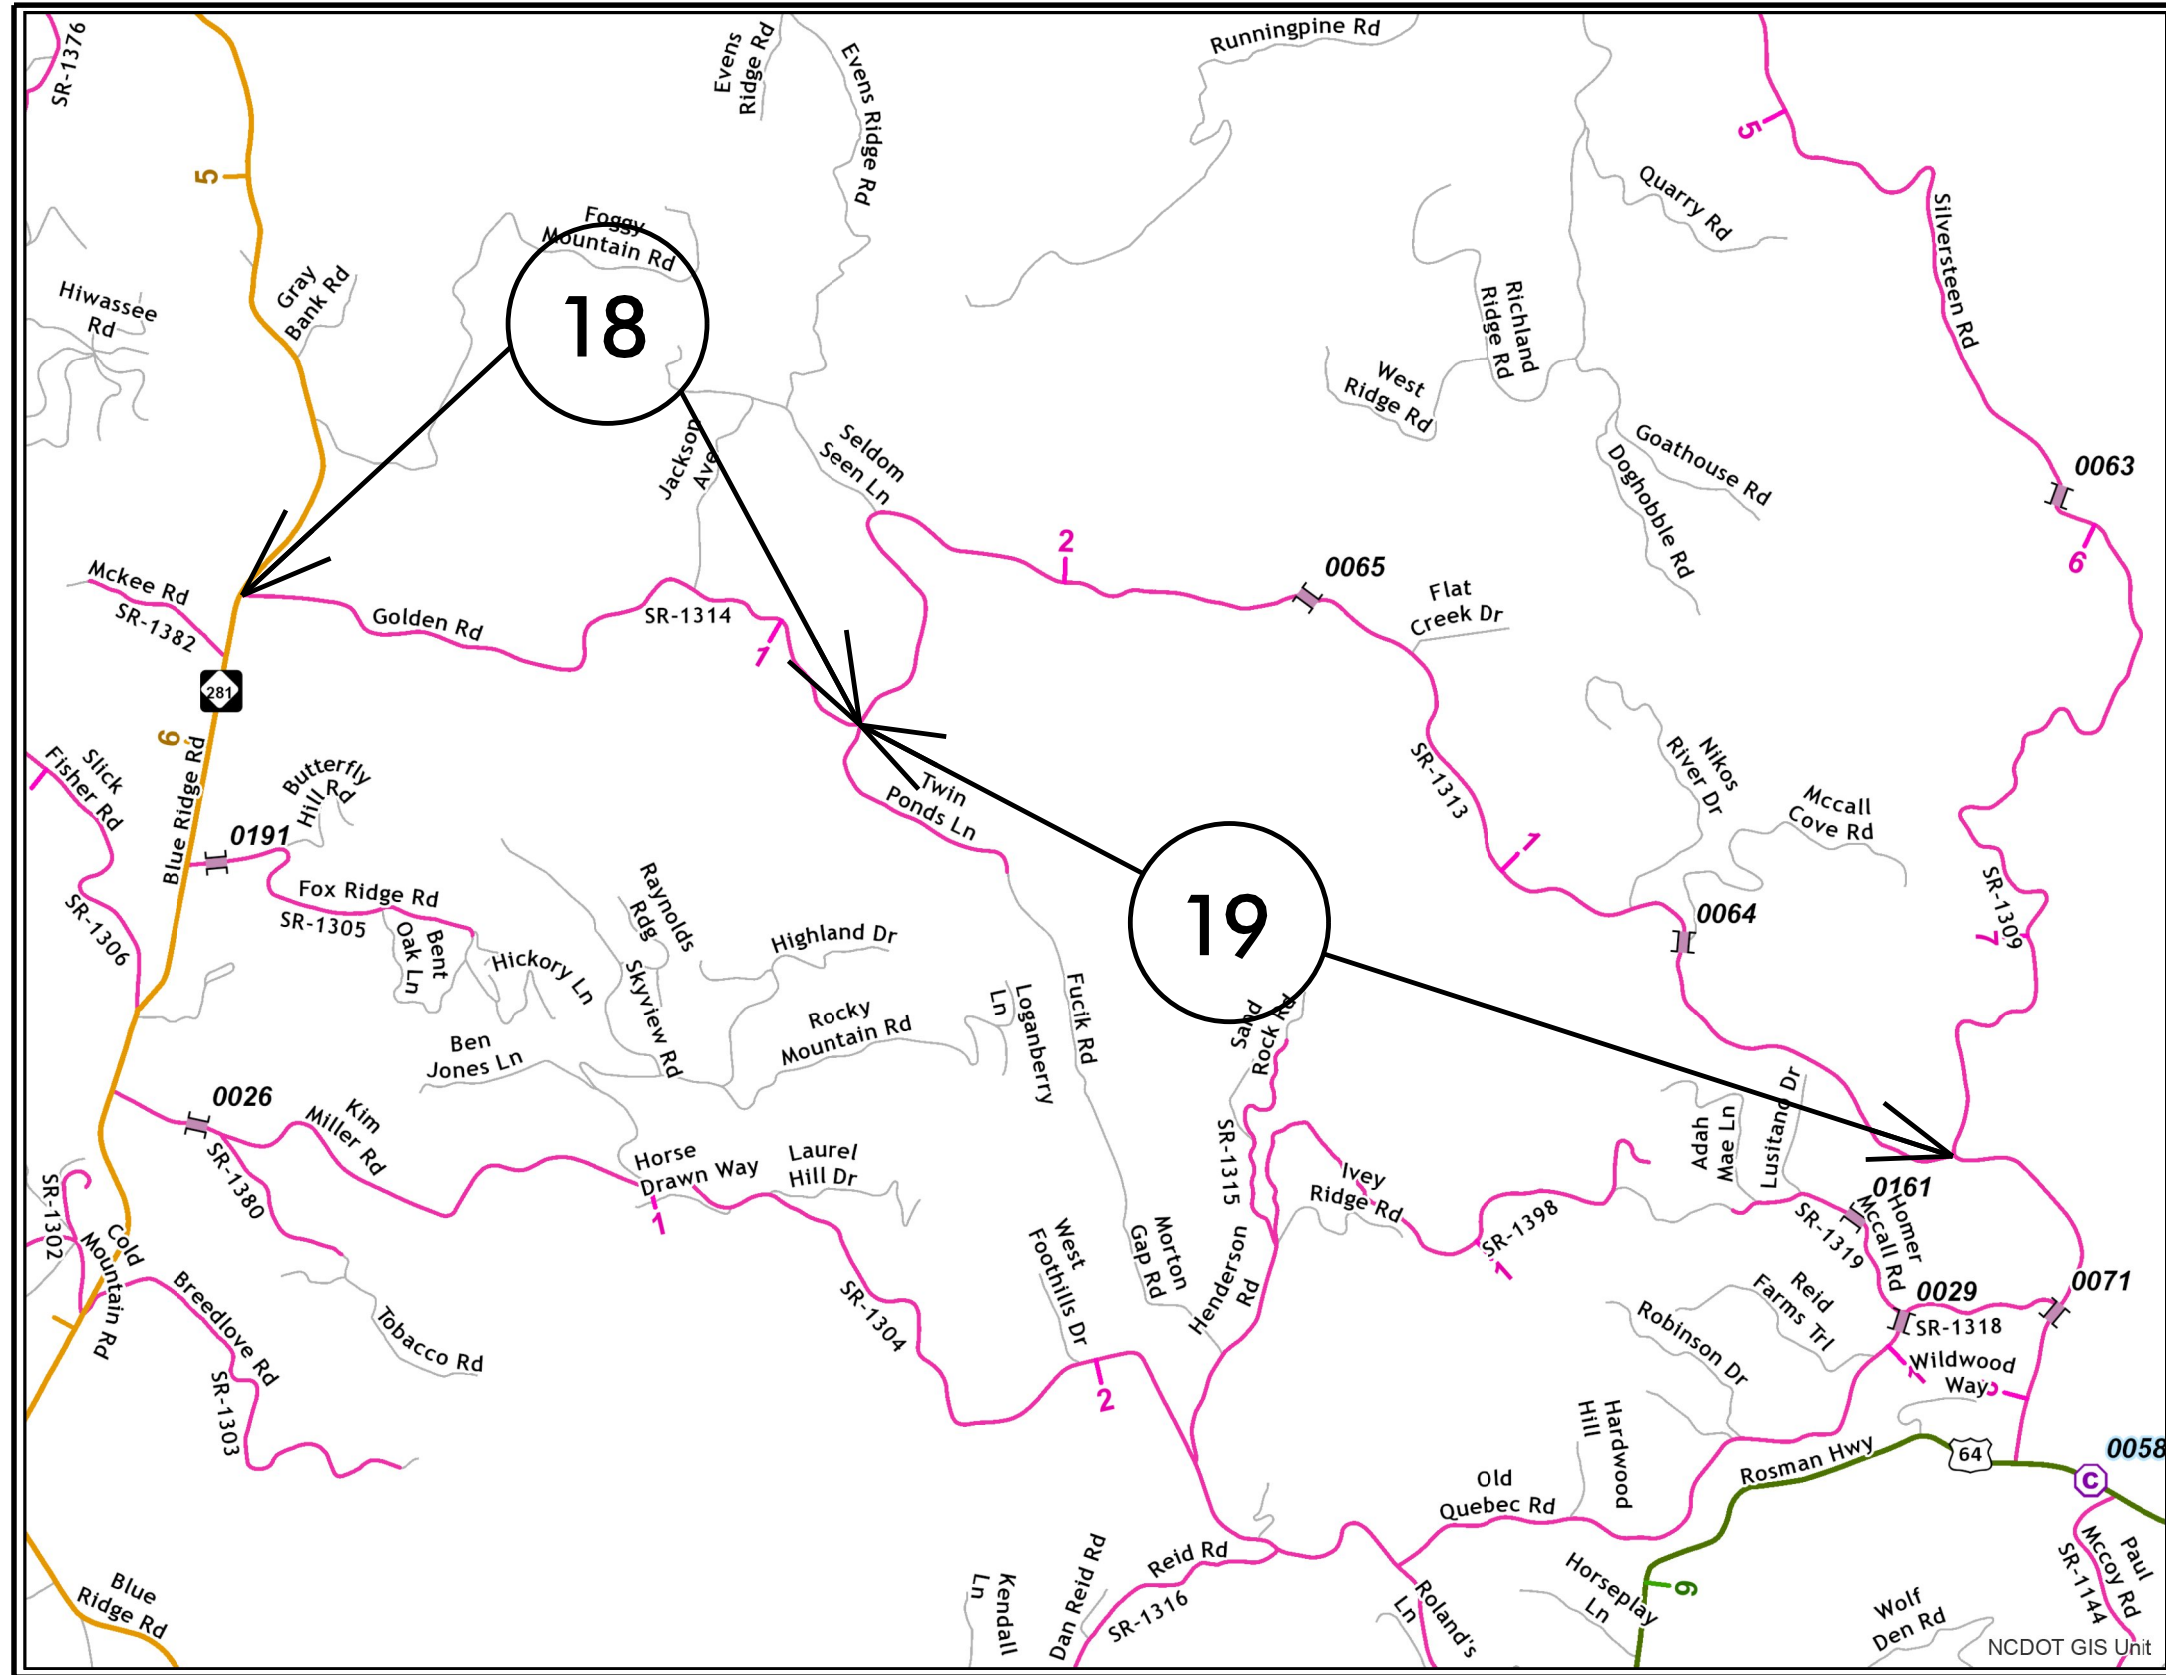 SR-1376
Evens
Ridge Rd
Evens Ridge Rd
Runningpine Rd
5
5
Quarry Rd
Silversteen Rd
Foggy
Mountain Rd
Gray
Bank Rd
Hiwassee
Rd
18
Richland
Ridge Rd
West
Ridge Rd
Jackson
Ave
Seldom
Seen Ln
Goathouse Rd
Doghobble Rd
0063
6
2
0065
Flat
Creek Dr
Mckee Rd
SR-1382
Golden Rd
SR-1314
1
281
6
Blue Ridge Rd
Slick
Fisher Rd
1
Butterfly
Hill Rd
0191
Twin
Ponds Ln
SR-1313
Nikos
River Dr
Mccall
Cove Rd
1
Fox Ridge Rd
SR-1305
SR-1306
Bent
Oak Ln
Hickory Ln
Raynolds
Rdg
Skyview Rd
Highland Dr
19
0064
SR-1309
7
Rocky
Mountain Rd
Loganberry
Ln
Fucik Rd
Sand
Rock Rd
Ben
Jones Ln
0026
Kim
Miller Rd
SR-1380
Horse
Drawn Way
Laurel
Hill Dr
1
SR-1315
Ivey
Ridge Rd
SR-1398
1
Adah
Mae Ln
Lusitano Dr
0161
SR-1319
Homer
Mccall Rd
SR-1302
Cold
Mountain Rd
Breedlove Rd
SR-1303
Tobacco Rd
SR-1304
West
Foothills Dr
Morton
Gap Rd
Henderson
Rd
2
0071
0029
SR-1318
Reid
Farms Trl
Robinson Dr
1
Wildwood
Way
Hardwood
Hill
Rosman Hwy
64
0058
C
Old
Quebec Rd
Blue
Ridge Rd
Kendall
Ln
Dan Reid Rd
Reid Rd
SR-1316
Roland's
Ln
Horseplay
Ln
9
Wolf
Den Rd
Paul
Mccoy Rd
SR-1144
NCDOT GIS Unit